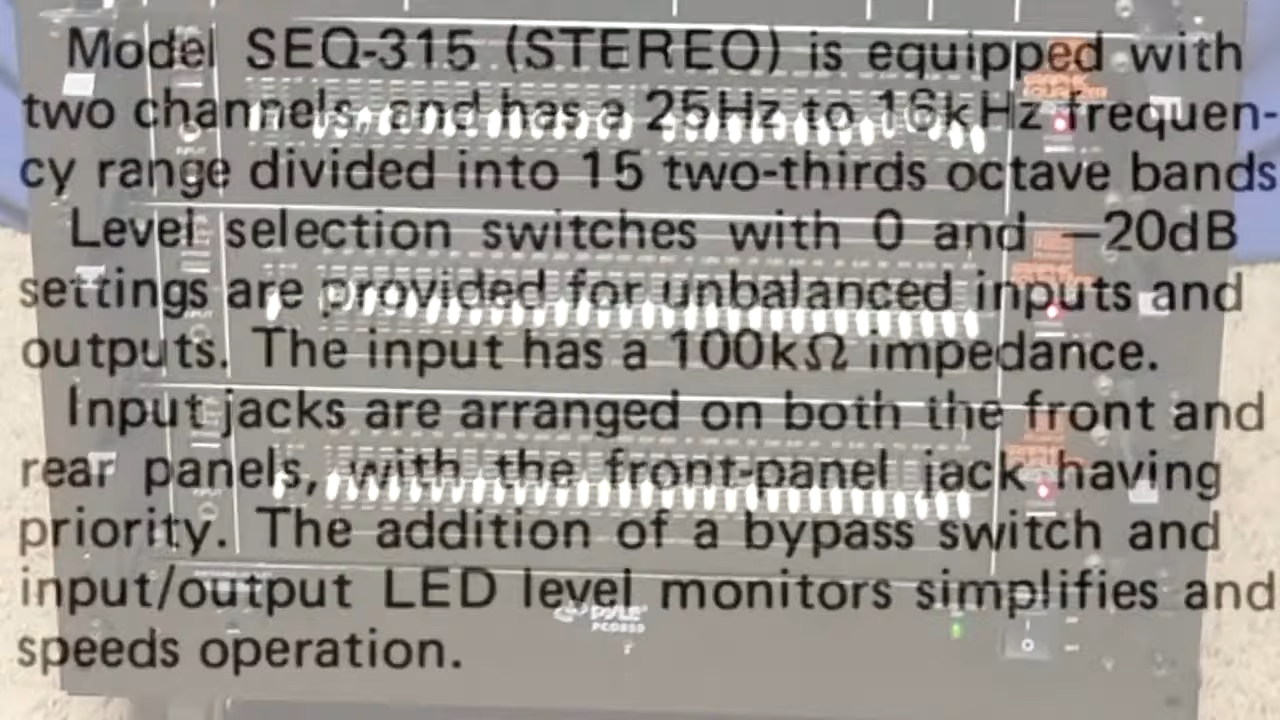 Model SEQ-315 (STEREO) is equipped with
two channels and has a 25Hz to 16kHz frequen-
cy range divided into 15 two-thirds octave bands
Level selection switches with 0 and —20dB
settings are provided for unbalanced inputs and
outputs. The input has a 100kΩ impedance.
Input jacks are arranged on both the front and
rear panels, with the front-panel jack having
priority. The addition of a bypass switch and
input/output LED level monitors simplifies and
speeds operation.
PYLE
PCO850